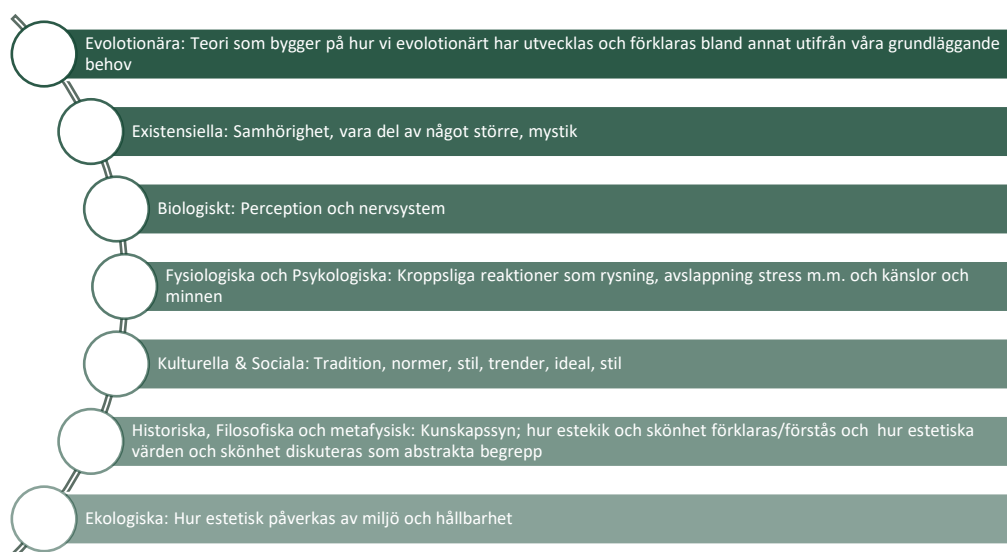 Evolotionära: Teori som bygger på hur vi evolutionärt har utvecklas och förklaras bland annat utifrån våra grundläggande
behov
Existensiella: Samhörighet, vara del av något större, mystik
Biologiskt: Perception och nervsystem
Fysiologiska och Psykologiska: Kroppsliga reaktioner som rysning, avslappning stress m.m. och känslor och
minnen
Kulturella & Sociala: Tradition, normer, stil, trender, ideal, stil
Historiska, Filosofiska och metafysisk: Kunskapssyn; hur estekik och skönhet förklaras/förstås och  hur estetiska
värden och skönhet diskuteras som abstrakta begrepp
Ekologiska: Hur estetisk påverkas av miljö och hållbarhet